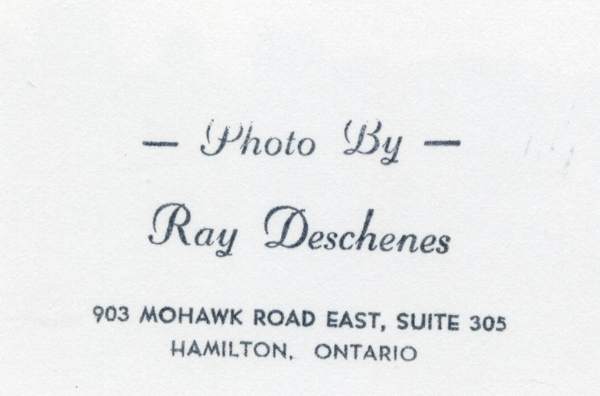 — Photo By —
Ray Deschenes
903 MOHAWK ROAD EAST, SUITE 305
HAMILTON, ONTARIO